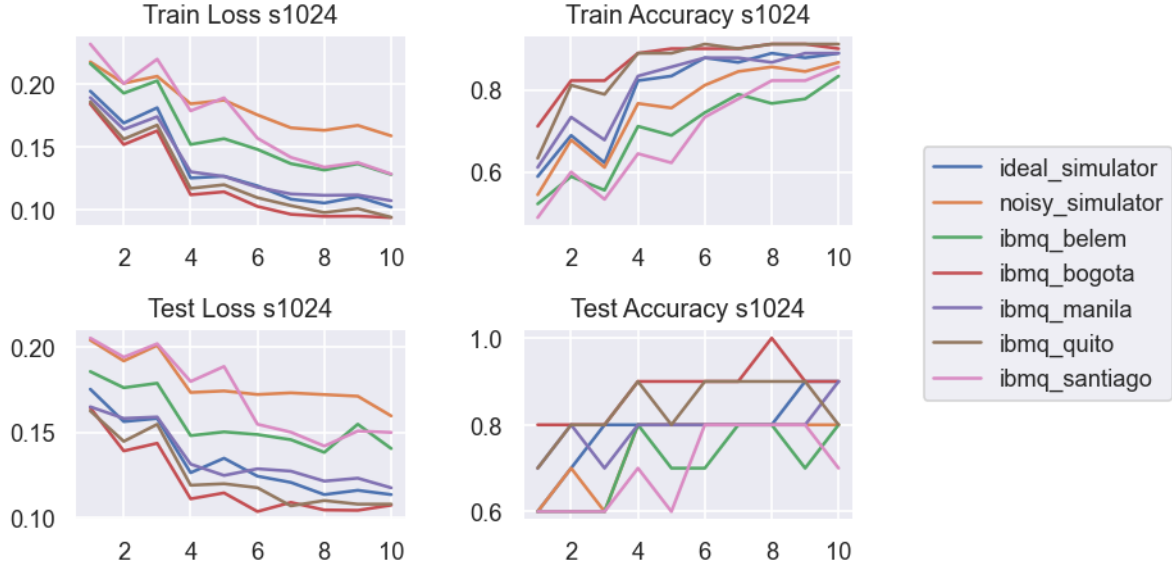 Train Loss s1024
0.20
0.15
0.10
2 4 6 8 10
Train Accuracy s1024
0.8
0.6
2 4 6 8 10
Test Loss s1024
0.20
0.15
0.10
2 4 6 8 10
Test Accuracy s1024
1.0
0.8
0.6
2 4 6 8 10
ideal_simulator
noisy_simulator
ibmq_belem
ibmq_bogota
ibmq_manila
ibmq_quito
ibmq_santiago